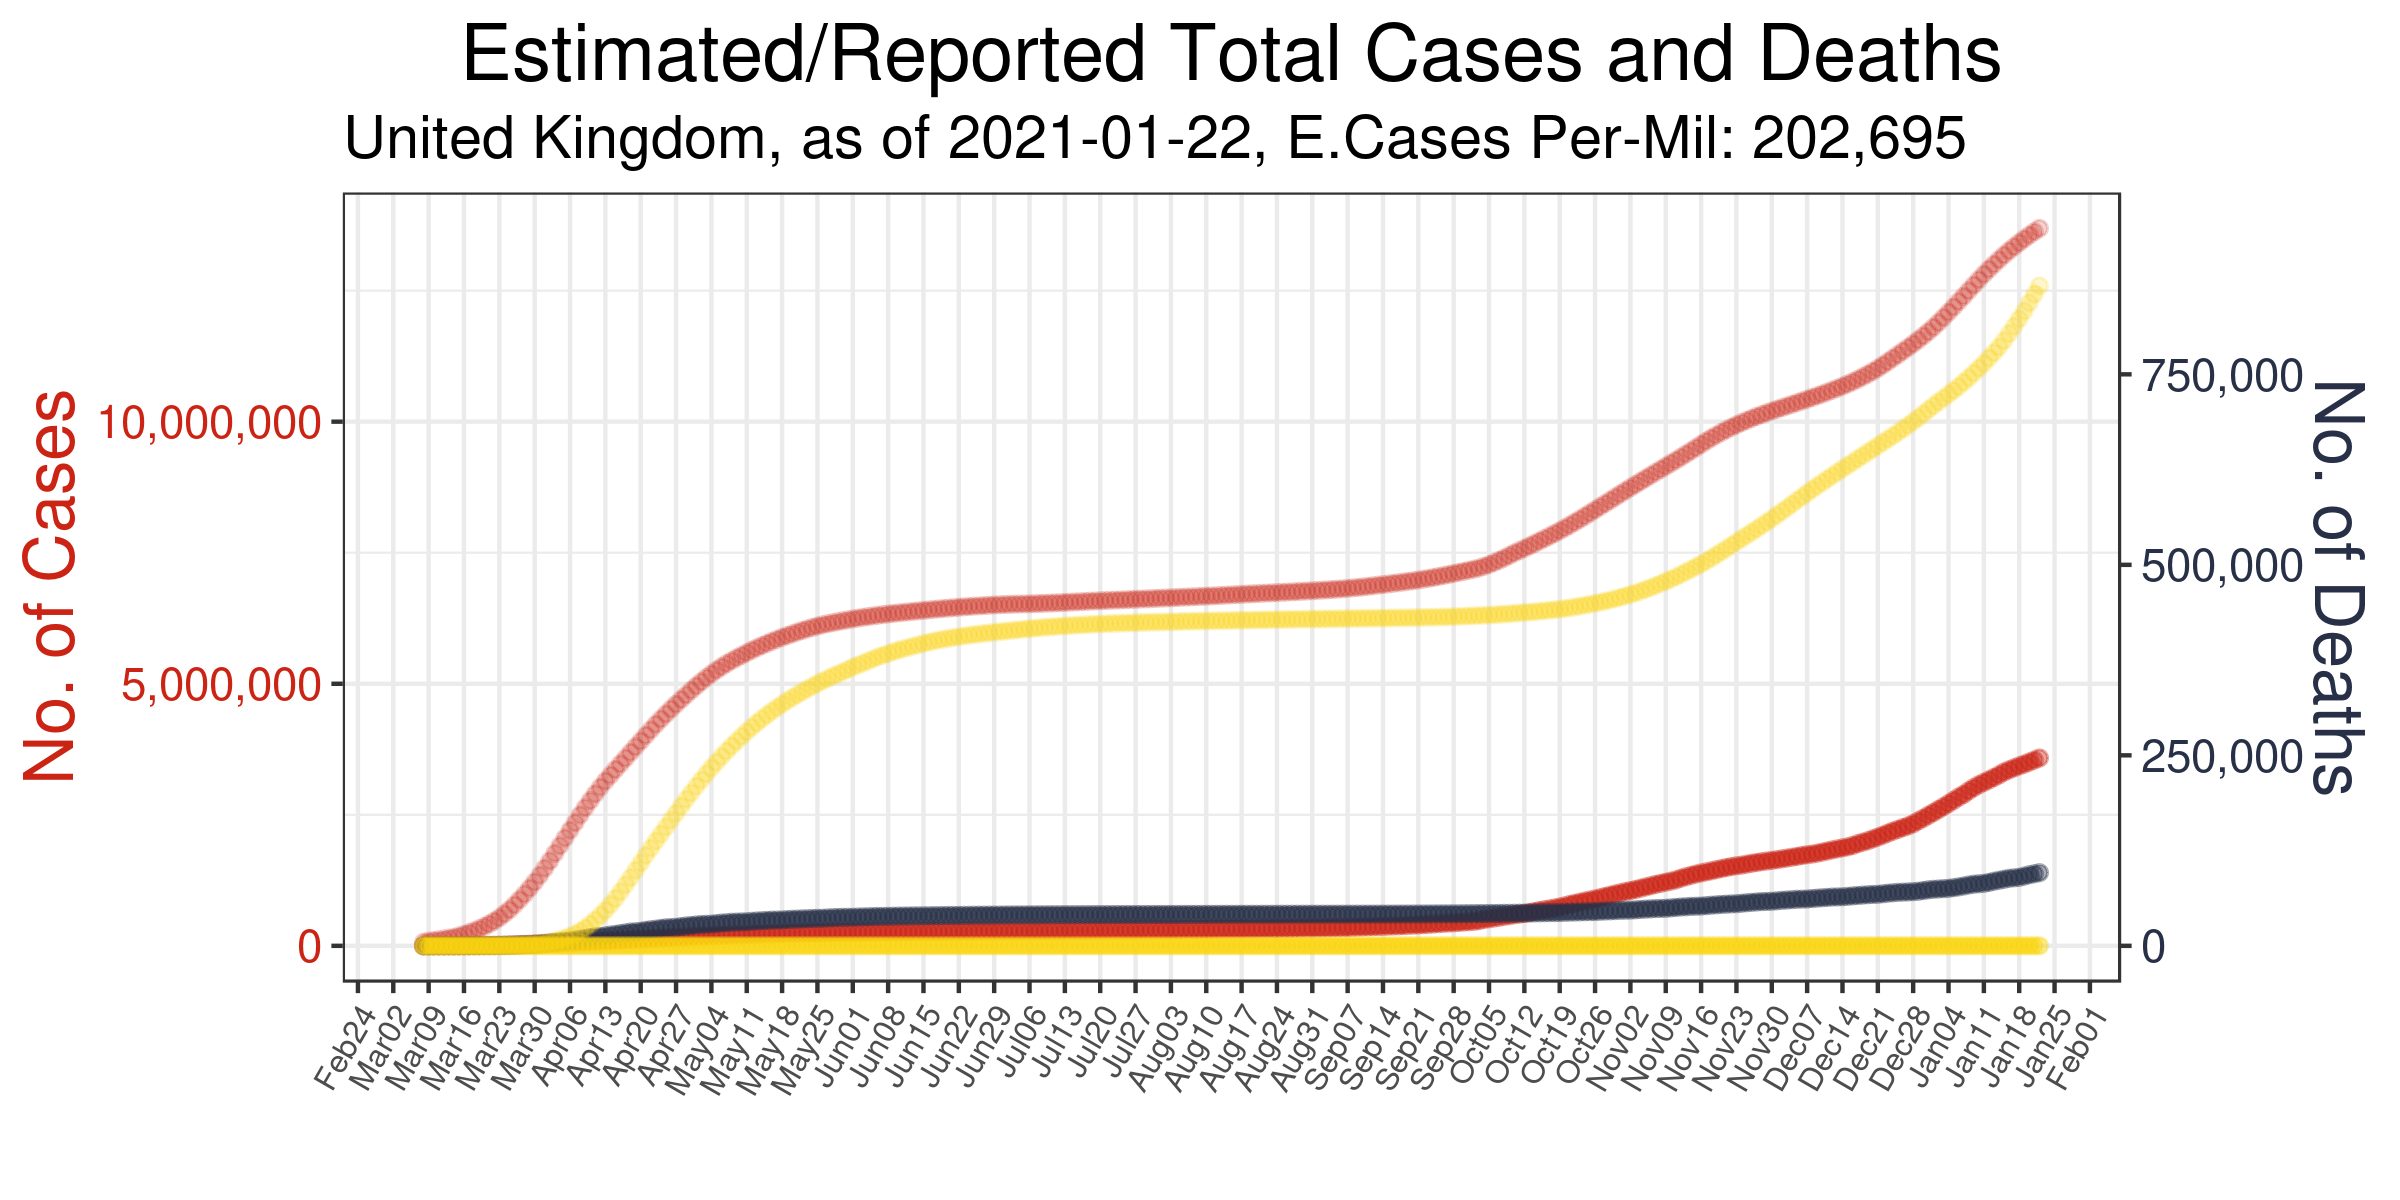 Estimated/Reported Total Cases and Deaths
United Kingdom, as of 2021-01-22, E.Cases Per-Mil: 202,695
No. of Cases
10,000,000
5,000,000
0
750,000
500,000
250,000
0
No. of Deaths
Feb24
Mar02
Mar09
Mar16
Mar23
Mar30
Apr06
Apr13
Apr20
Apr27
May04
May11
May18
May25
Jun01
Jun08
Jun15
Jun22
Jun29
Jul06
Jul13
Jul20
Jul27
Aug03
Aug10
Aug17
Aug24
Aug31
Sep07
Sep14
Sep21
Sep28
Oct05
Oct12
Oct19
Oct26
Nov02
Nov09
Nov16
Nov23
Nov30
Dec07
Dec14
Dec21
Dec28
Jan04
Jan11
Jan18
Jan25
Feb01